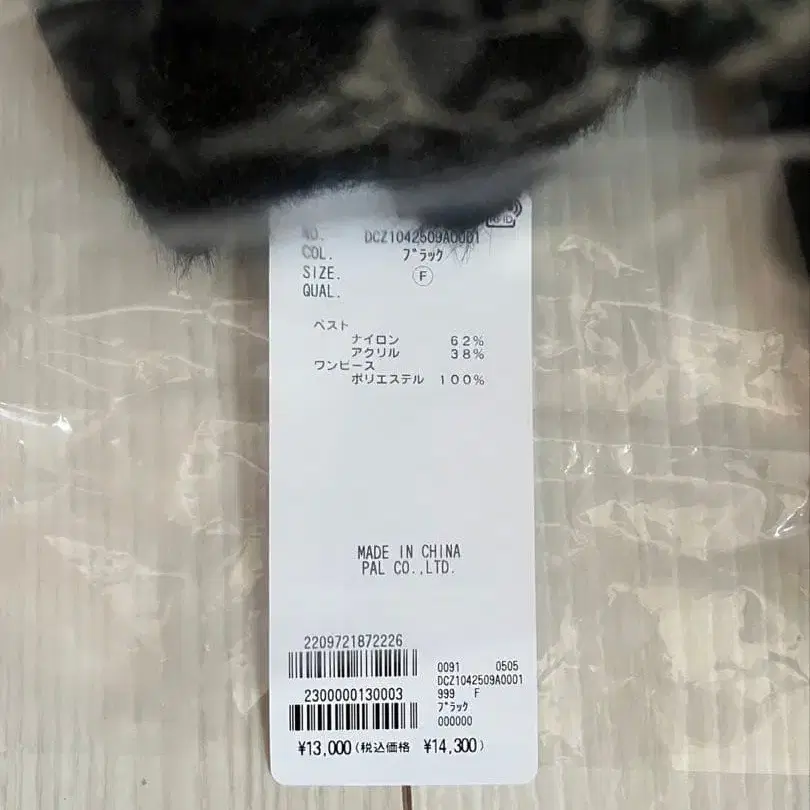 RFID
NO. DCZ1042509A0001
COL. ブラック
SIZE. Ⓕ
QUAL.
ベスト
ナイロン 62%
アクリル 38%
ワンピース
ポリエステル 100%
MADE IN CHINA
PAL CO.,LTD.
2209721872226
0091 0505
DCZ1042509A0001
2300000130003
999 F
ブラック
000000
¥13,000(税込価格 ¥14,300)